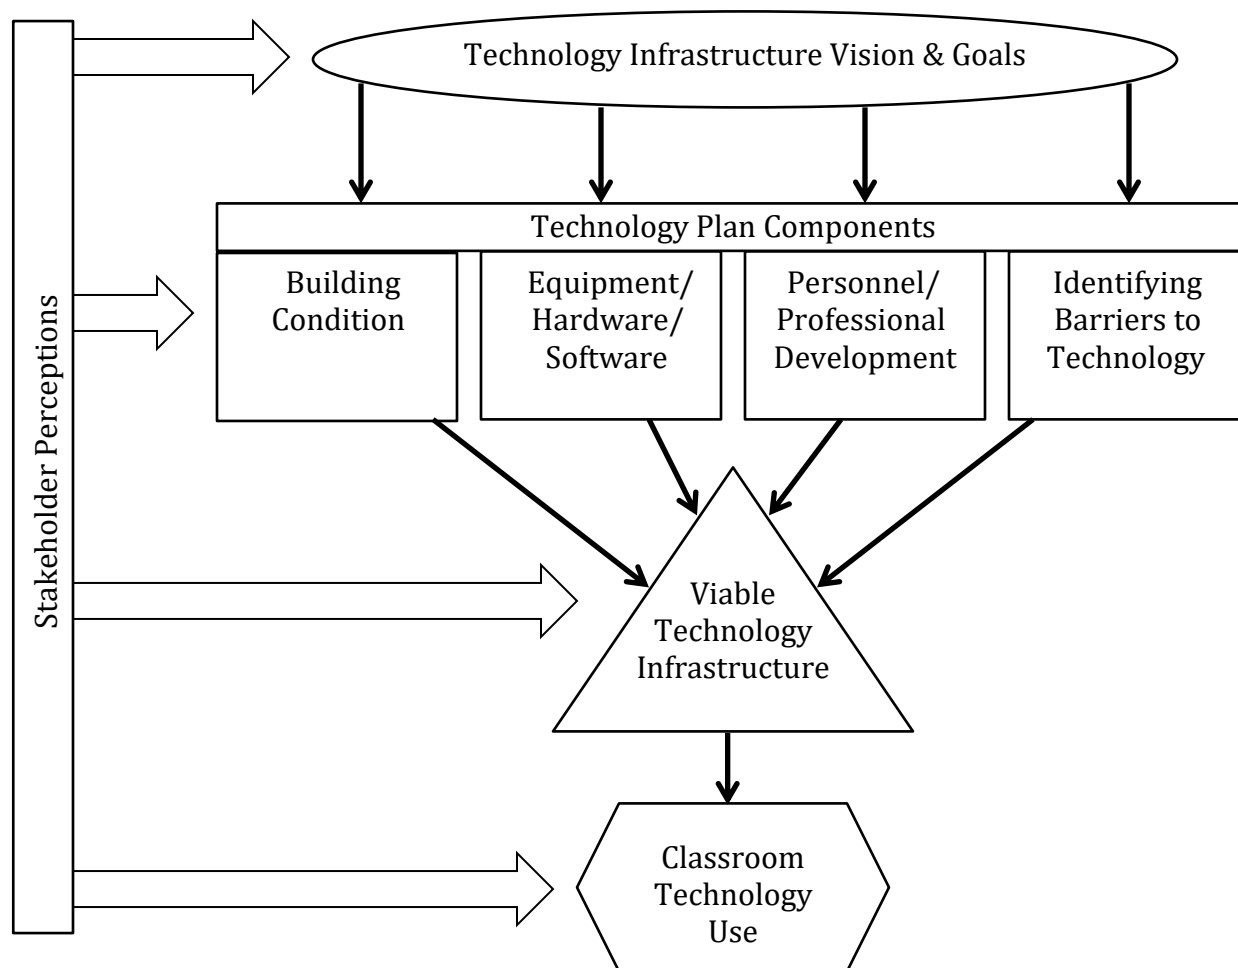 Technology Infrastructure Vision & Goals
Technology Plan Components
Building
Condition
Equipment/
Hardware/
Software
Personnel/
Professional
Development
Identifying
Barriers to
Technology
Stakeholder Perceptions
Viable
Technology
Infrastructure
Classroom
Technology
Use